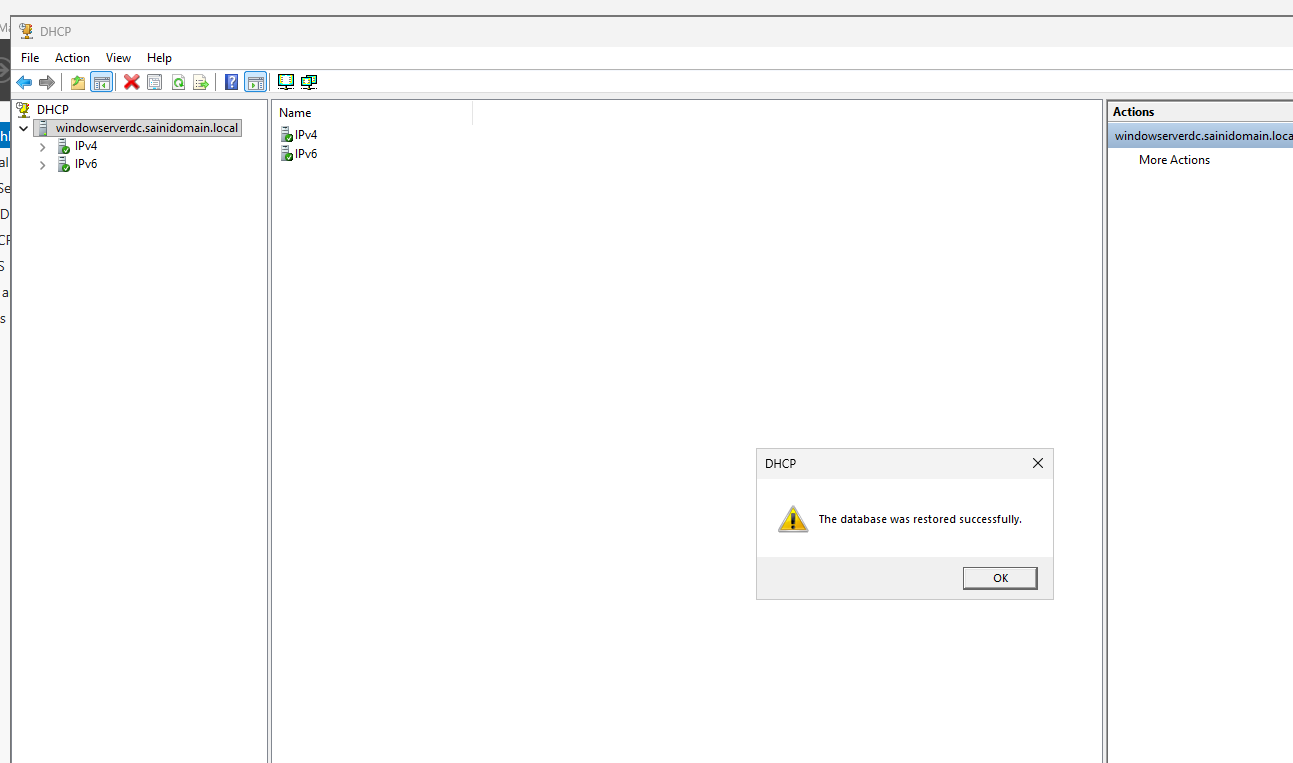 DHCP
File Action View Help
DHCP
windowserverdc.sainidomain.local
IPv4
IPv6
Name
IPv4
IPv6
Actions
windowserverdc.sainidomain.loca
More Actions
DHCP
The database was restored successfully.
OK